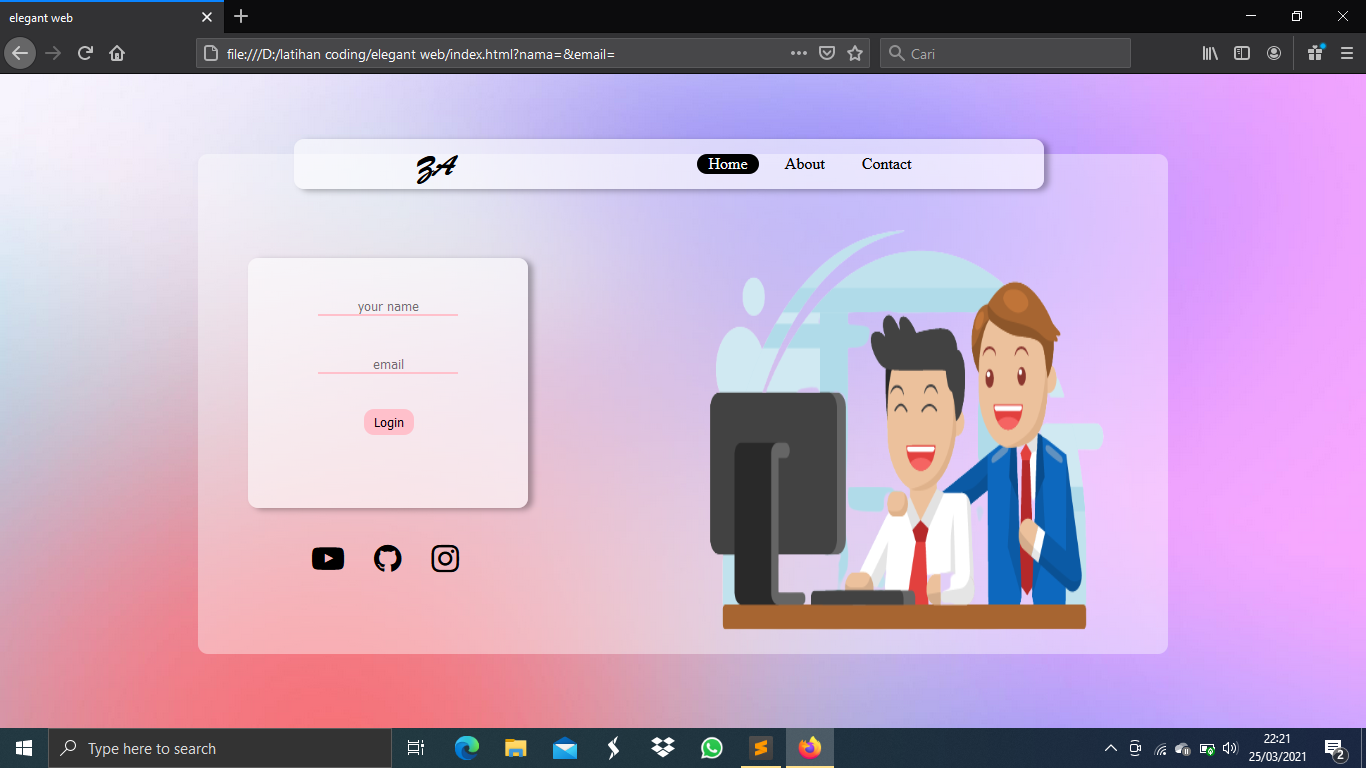 elegant web
file:///D:/latihan coding/elegant web/index.html?nama=&email=
Cari
ZA
Home About Contact
your name
email
Login
Type here to search
22:21
25/03/2021
2